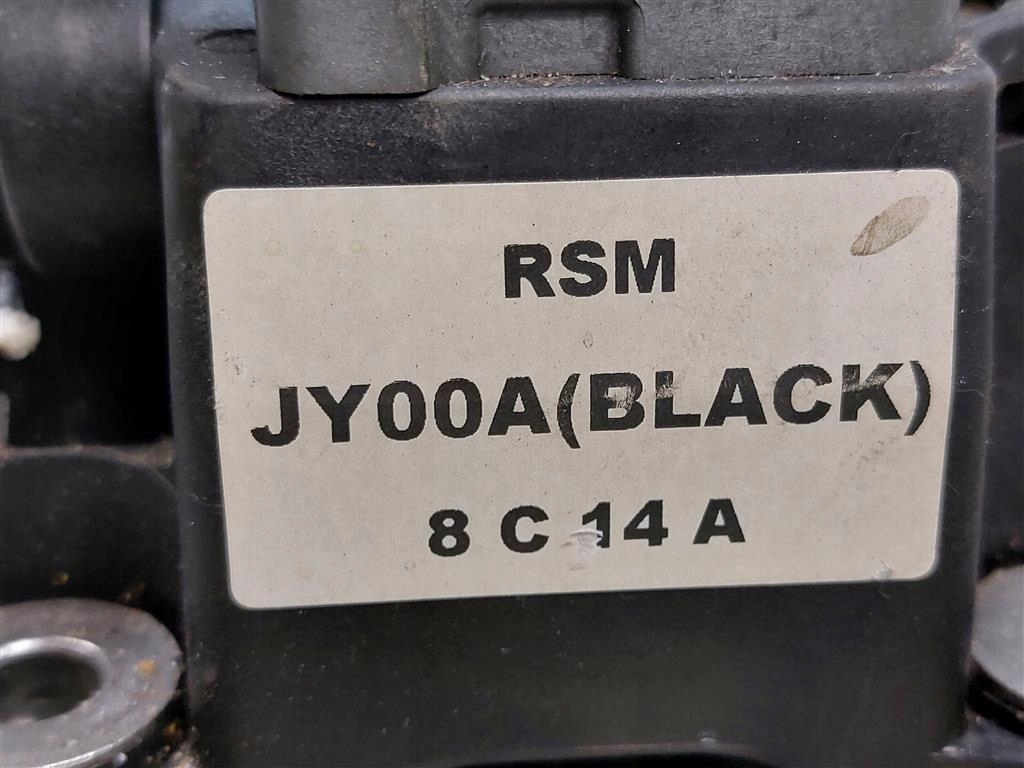 RSM
JY00A(BLACK)
8 C 14 A